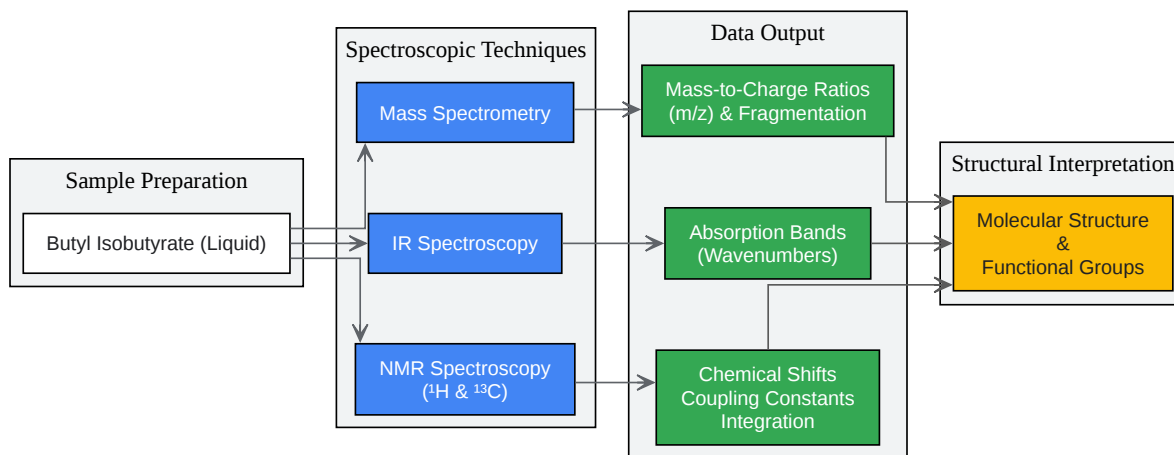 Sample Preparation
Butyl Isobutyrate (Liquid)
Spectroscopic Techniques
Mass Spectrometry
IR Spectroscopy
NMR Spectroscopy
(¹H & ¹³C)
Data Output
Mass-to-Charge Ratios
(m/z) & Fragmentation
Absorption Bands
(Wavenumbers)
Chemical Shifts
Coupling Constants
Integration
Structural Interpretation
Molecular Structure
&
Functional Groups